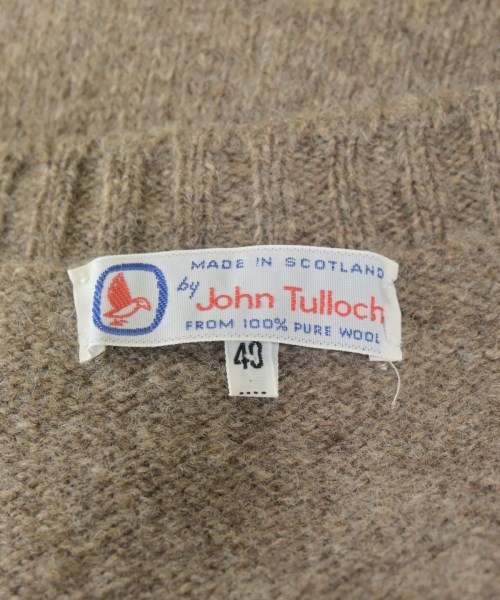 MADE IN SCOTLAND
by John Tulloch
FROM 100% PURE WOOL
40